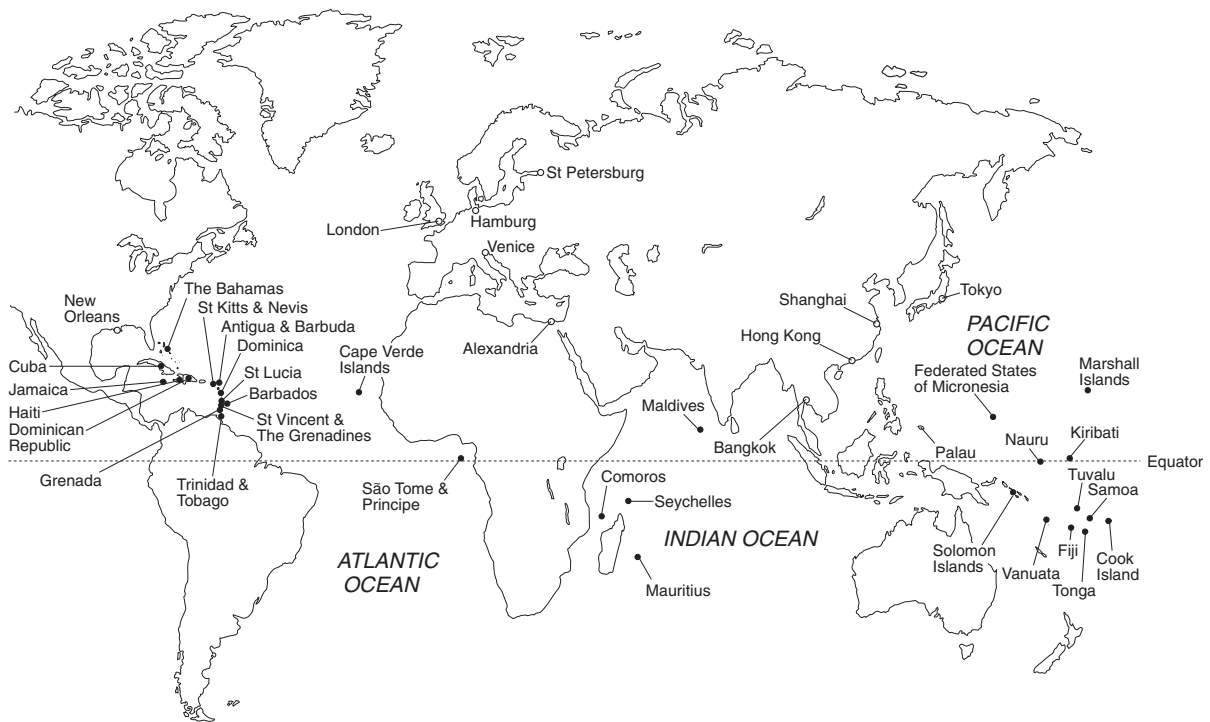 St Petersburg
London
Hamburg
Venice
New
Orleans
The Bahamas
St Kitts & Nevis
Antigua & Barbuda
Dominica
St Lucia
Barbados
St Vincent &
The Grenadines
Cuba
Jamaica
Haiti
Dominican
Republic
Grenada
Trinidad &
Tobago
Cape Verde
Islands
Alexandria
São Tome &
Principe
ATLANTIC
OCEAN
Maldives
Comoros
Seychelles
INDIAN OCEAN
Mauritius
Shanghai
Tokyo
Hong Kong
Bangkok
PACIFIC
OCEAN
Federated States
of Micronesia
Marshall
Islands
Palau
Nauru
Kiribati
Equator
Tuvalu
Samoa
Solomon
Islands
Vanuata
Fiji
Tonga
Cook
Island